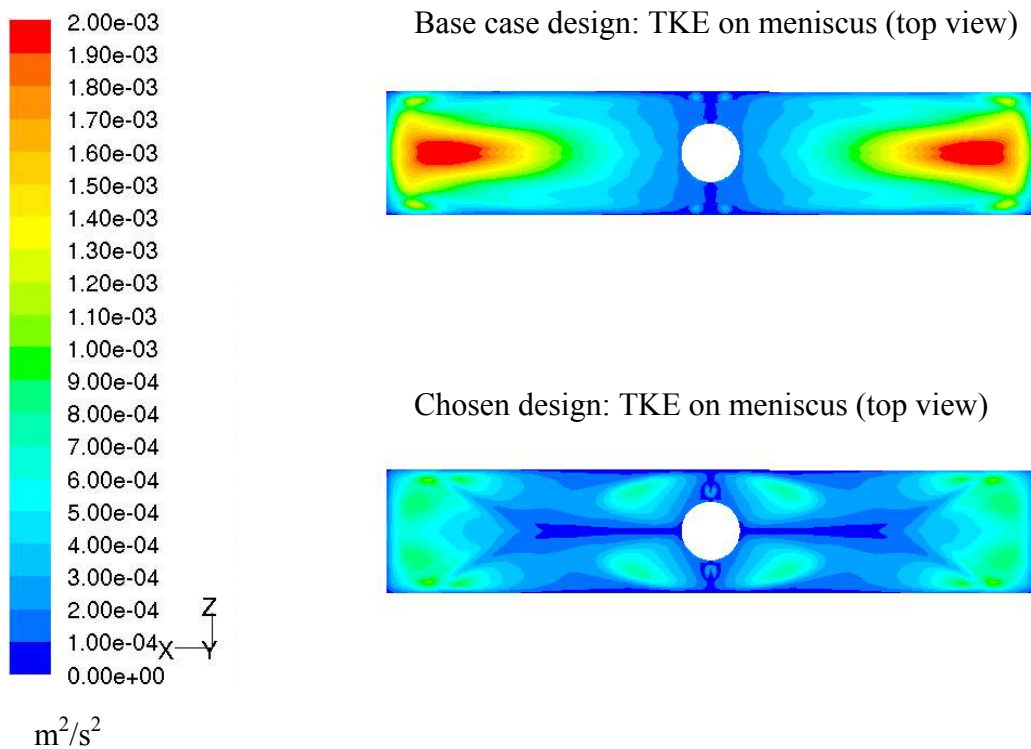 Base case design: TKE on meniscus (top view)
2.00e-03
1.90e-03
1.80e-03
1.70e-03
1.60e-03
1.50e-03
1.40e-03
1.30e-03
1.20e-03
1.10e-03
1.00e-03
9.00e-04
8.00e-04
7.00e-04
6.00e-04
5.00e-04
4.00e-04
3.00e-04
2.00e-04
1.00e-04
0.00e+00
Chosen design: TKE on meniscus (top view)
Z
X Y
m²/s²